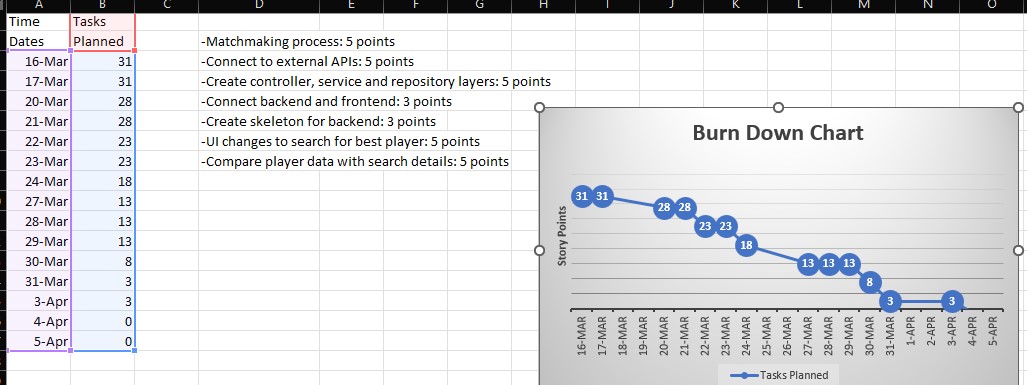 A B C D E F G H I J K L M N O
Time Tasks
Dates Planned -Matchmaking process: 5 points
16-Mar 31 -Connect to external APIs: 5 points
17-Mar 31 -Create controller, service and repository layers: 5 points
20-Mar 28 -Connect backend and frontend: 3 points
21-Mar 28 -Create skeleton for backend: 3 points
22-Mar 23 -UI changes to search for best player: 5 points
23-Mar 23 -Compare player data with search details: 5 points
24-Mar 18
27-Mar 13
28-Mar 13
29-Mar 13
30-Mar 8
31-Mar 3
3-Apr 3
4-Apr 0
5-Apr 0
Burn Down Chart
Story Points
31 31 28 28 23 23 18 13 13 13 8 3 3
16-MAR 17-MAR 18-MAR 19-MAR 20-MAR 21-MAR 22-MAR 23-MAR 24-MAR 25-MAR 26-MAR 27-MAR 28-MAR 29-MAR 30-MAR 31-MAR 1-APR 2-APR 3-APR 4-APR 5-APR
Tasks Planned